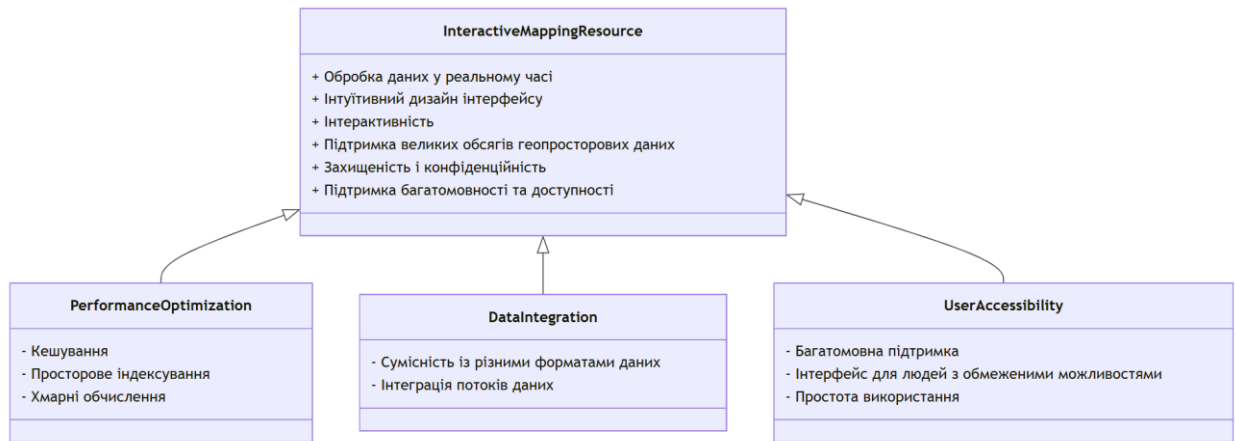 InteractiveMappingResource
+ Обробка даних у реальному часі
+ Інтуїтивний дизайн інтерфейсу
+ Інтерактивність
+ Підтримка великих обсягів геопросторових даних
+ Захищеність і конфіденційність
+ Підтримка багатомовності та доступності
PerformanceOptimization
- Кешування
- Просторове індексування
- Хмарні обчислення
DataIntegration
- Сумісність із різними форматами даних
- Інтеграція потоків даних
UserAccessibility
- Багатомовна підтримка
- Інтерфейс для людей з обмеженими можливостями
- Простота використання